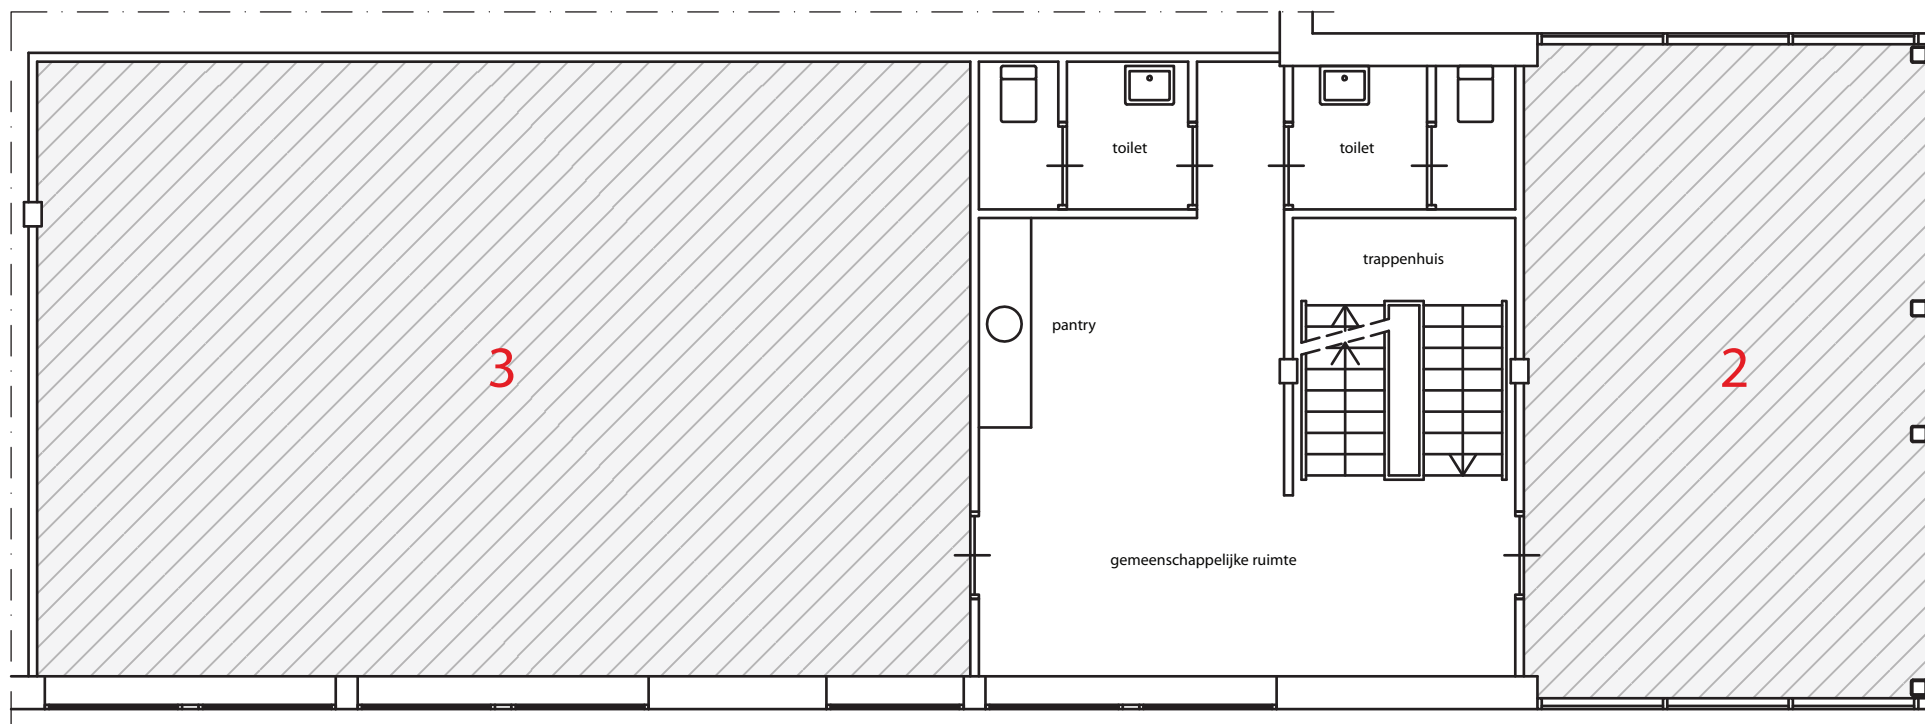 toilet
toilet
trappenhuis
pantry
3
2
gemeenschappelijke ruimte